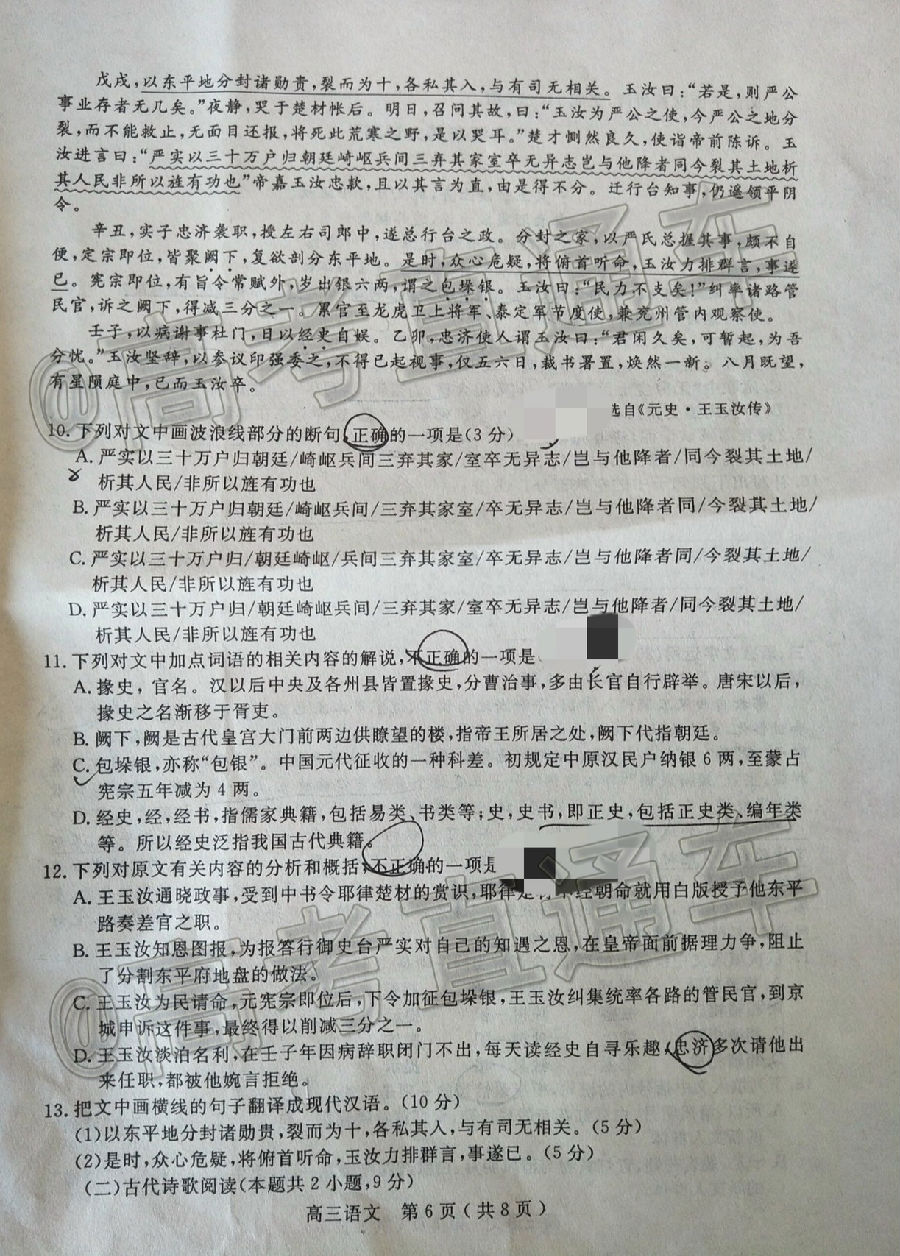 戊戌,以东平地分封诸勋贵,裂而为十,各私其入,与有司无相关。玉汝曰:“若是,则严公
事业存者无几矣。”夜静,哭于楚材帐后。明日,召问其故,曰:“玉汝为严公之使,今严公之地分
裂,而不能救止,无面目还报,将死此荒寒之野,是以哭耳。”楚才恻然良久,使诣帝前陈诉。玉
汝进言曰:“严实以三十万户归朝廷崎岖兵间三弃其家室卒无异志岂与他降者同今裂其土地析
其人民非所以旌有功也”帝嘉玉汝忠款,且以其言为直,由是得不分。迁行台知事,仍遥领平阴
令。
辛丑,实子忠济袭职,授左右司郎中,遂总行台之政。分封之家,以严氏总握其事,颇不自
便,定宗即位,皆聚阙下,复欲剖分东平地。是时,众心危疑,将俯首听命,玉汝力排群言,事遂
已。宪宗即位,有旨令常赋外,岁出银六两,谓之包垛银。玉汝曰:“民力不支矣!”纠率诸路管
民官,诉之阙下,得减三分之一。累官至龙虎卫上将军、泰定军节度使,兼兖州管内观察使。
壬子,以病谢事杜门,日以经史自娱。乙卯,忠济使人谓玉汝曰:“君闲久矣,可暂起,为吾
分忧。”玉汝坚辞,以参议印强委之,不得已起视事,仅五六日,裁书署置,焕然一新。八月既望,
有星陨庭中,已而玉汝卒。
选自《元史·王玉汝传》
10.下列对文中画波浪线部分的断句,正确的一项是(3分)
A.严实以三十万户归朝廷/崎岖兵间三弃其家/室卒无异志/岂与他降者/同今裂其土地/
析其人民/非所以旌有功也
B.严实以三十万户归朝廷/崎岖兵间/三弃其家室/卒无异志/岂与他降者同/今裂其土地/
析其人民/非所以旌有功也
C.严实以三十万户归/朝廷崎岖/兵间三弃其家室/卒无异志/岂与他降者同/今裂其土地/
析其人民/非所以旌有功也
D.严实以三十万户归/朝廷崎岖兵间/三弃其家/室卒无异志/岂与他降者/同今裂其土地/
析其人民/非所以旌有功也
11.下列对文中加点词语的相关内容的解说,不正确的一项是
A.掾史,官名。汉以后中央及各州县皆置掾史,分曹治事,多由长官自行辟举。唐宋以后,
掾史之名渐移于胥吏。
B.阙下,阙是古代皇宫大门前两边供瞭望的楼,指帝王所居之处,阙下代指朝廷。
C.包垛银,亦称“包银”。中国元代征收的一种科差。初规定中原汉民户纳银6两,至蒙占
宪宗五年减为4两。
D.经史,经,经书,指儒家典籍,包括易类、书类等;史,史书,即正史,包括正史类、编年类
等。所以经史泛指我国古代典籍。
12.下列对原文有关内容的分析和概括,不正确的一项是
A.王玉汝通晓政事,受到中书令耶律楚材的赏识,耶律楚材不经朝命就用白版授予他东平
路奏差官之职。
B.王玉汝知恩图报,为报答行御史台严实对自己的知遇之恩,在皇帝面前据理力争,阻止
了分割东平府地盘的做法。
C.王玉汝为民请命,元宪宗即位后,下令加征包垛银,王玉汝纠集统率各路的管民官,到京
城申诉这件事,最终得以削减三分之一。
D.王玉汝淡泊名利,在壬子年因病辞职闭门不出,每天读经史自寻乐趣,忠济多次请他出
来任职,都被他婉言拒绝。
13.把文中画横线的句子翻译成现代汉语。(10分)
(1)以东平地分封诸勋贵,裂而为十,各私其入,与有司无相关。(5分)
(2)是时,众心危疑,将俯首听命,玉汝力排群言,事遂已。(5分)
(二)古代诗歌阅读(本题共2小题,9分)
高三语文 第6页(共8页)
@高考直通车
@高考直通车